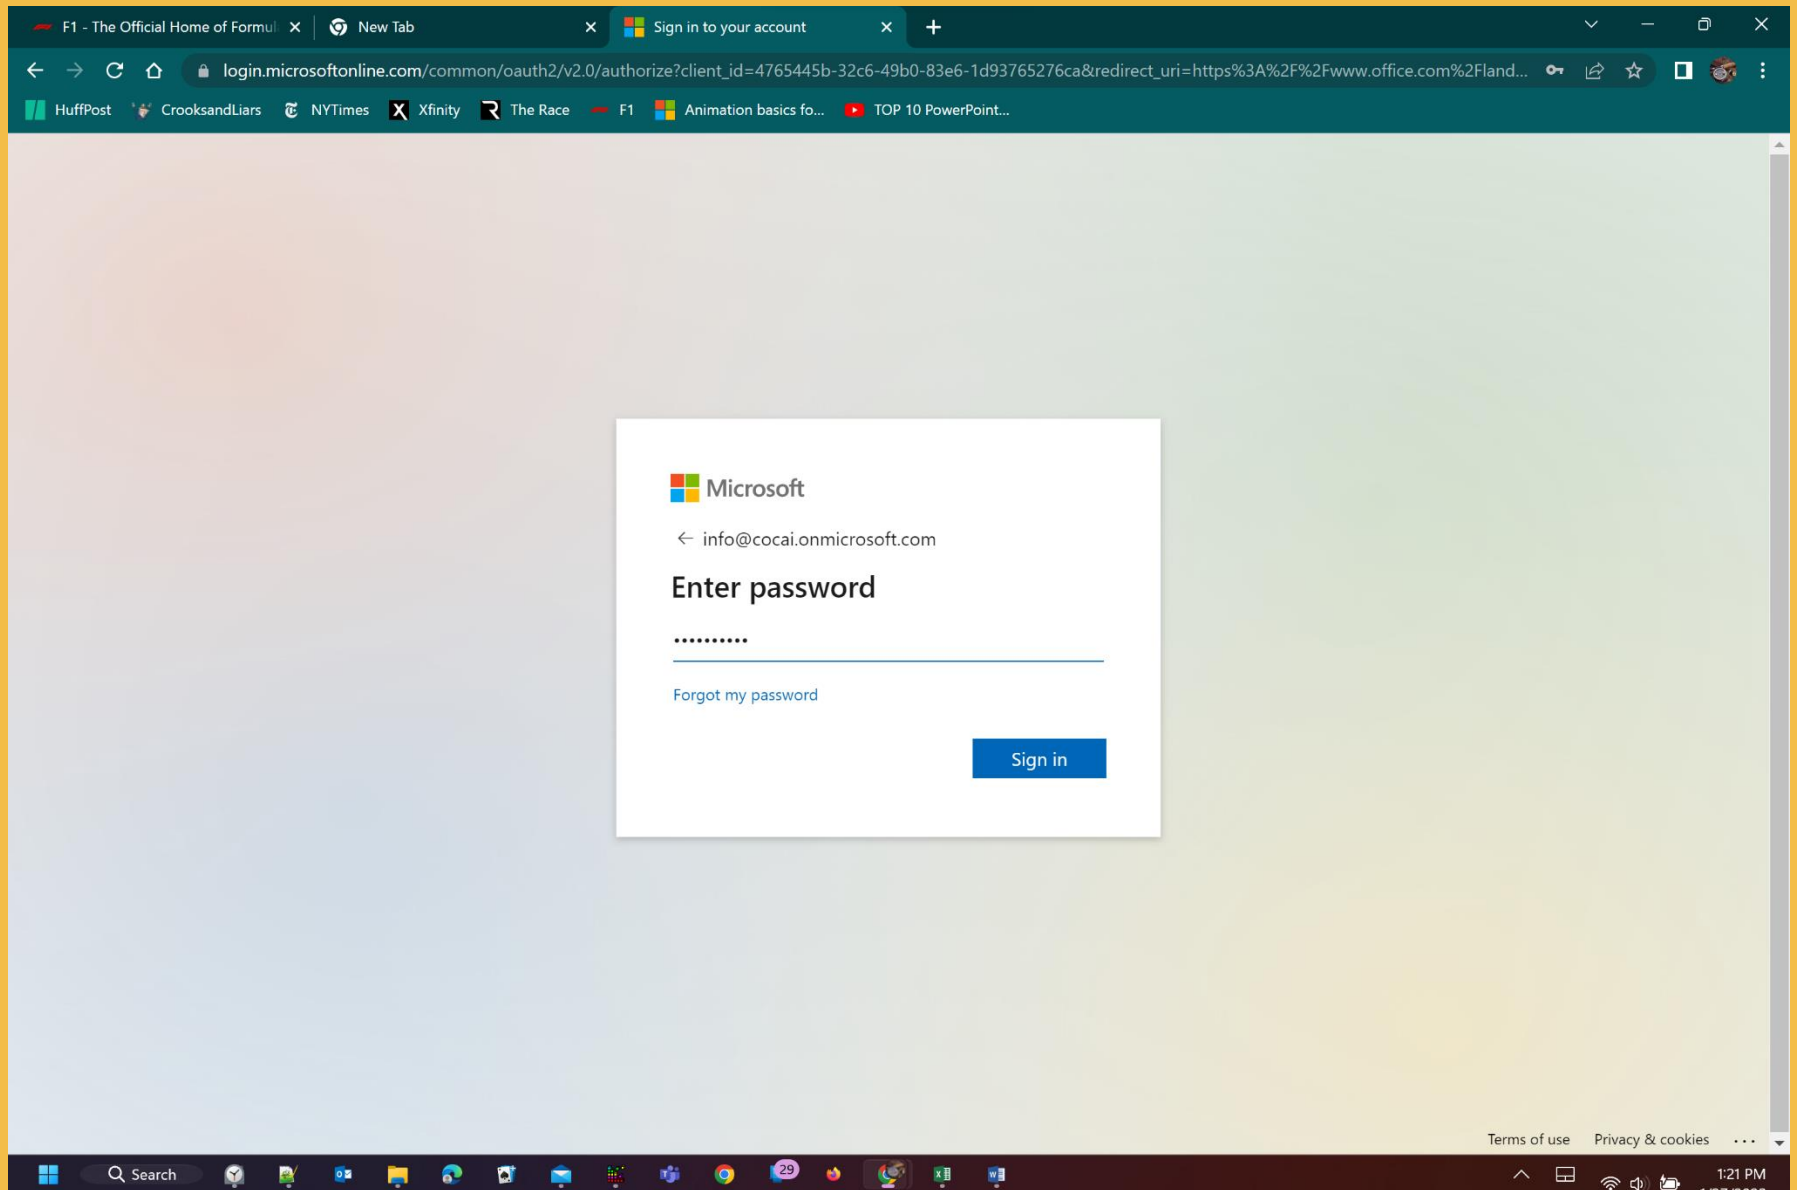 F1 - The Official Home of Formul
New Tab
Sign in to your account
login.microsoftonline.com/common/oauth2/v2.0/authorize?client_id=4765445b-32c6-49b0-83e6-1d93765276ca&redirect_uri=https%3A%2F%2Fwww.office.com%2Fland...
HuffPost CrooksandLiars NYTimes Xfinity The Race F1 Animation basics fo... TOP 10 PowerPoint...
Microsoft
info@cocai.onmicrosoft.com
Enter password
••••••••••
Forgot my password
Sign in
Terms of use Privacy & cookies ...
Search
29
1:21 PM